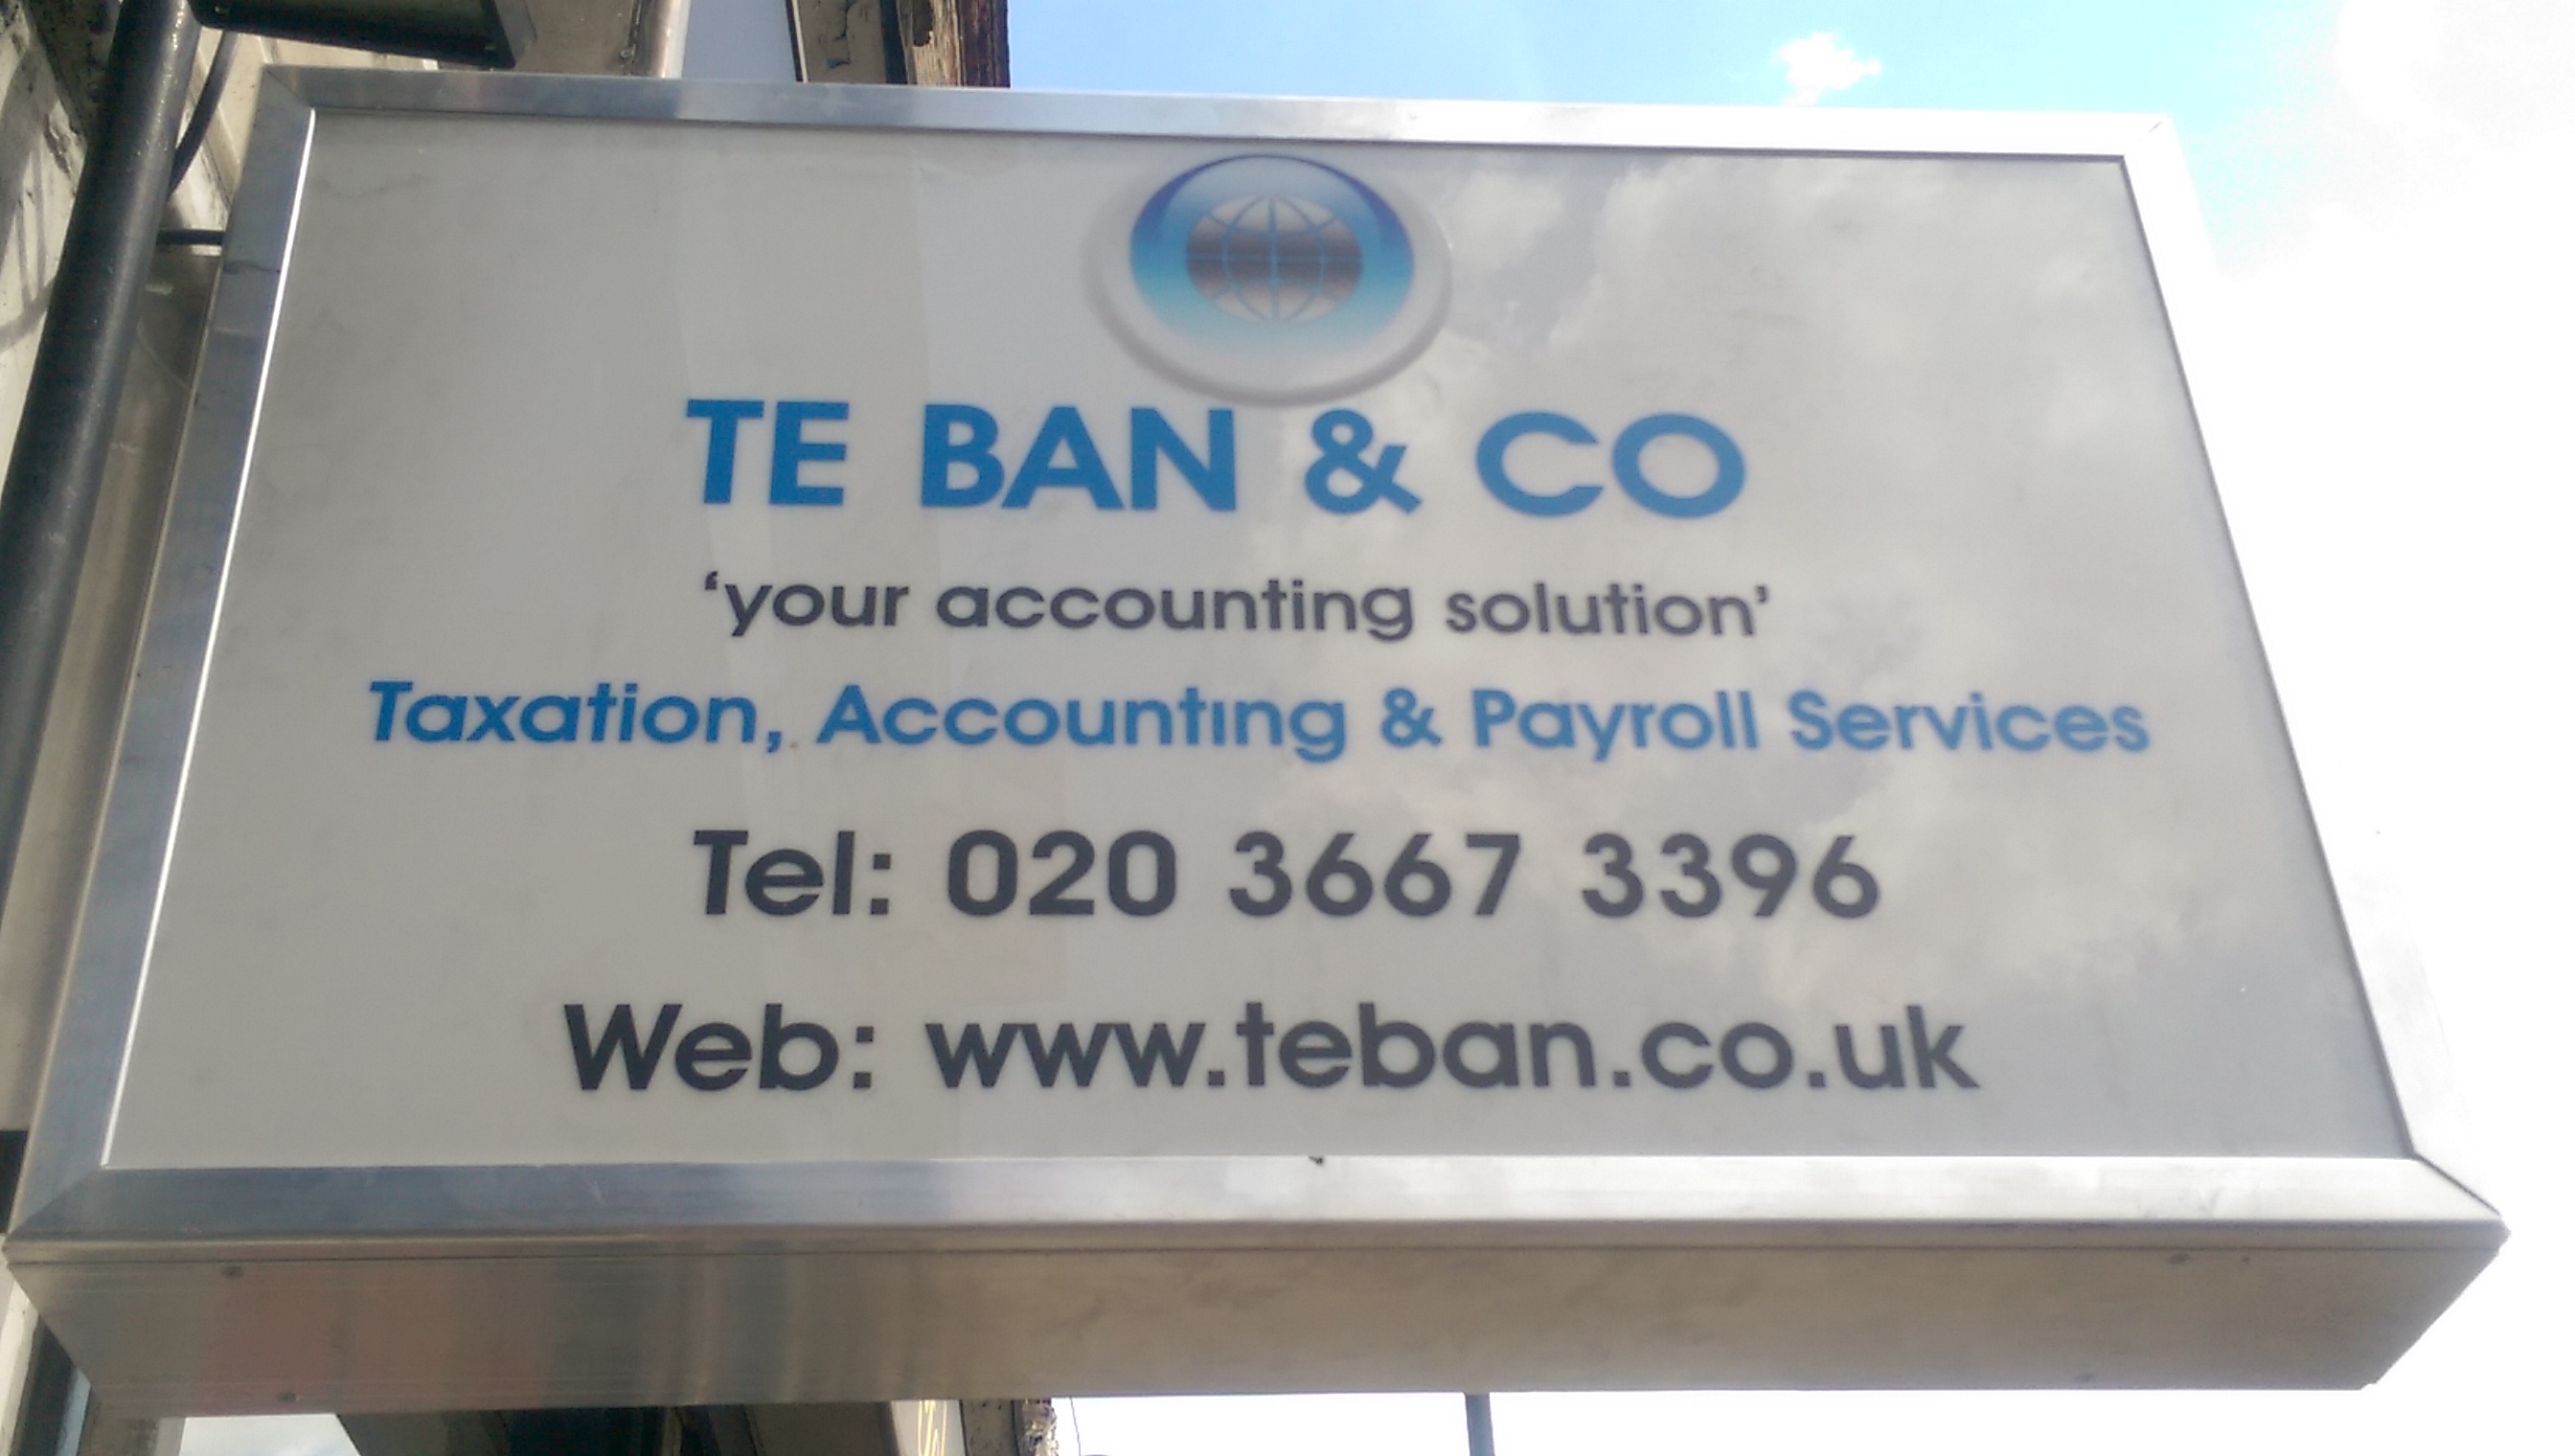 TE BAN & CO
‘your accounting solution’
Taxation, Accounting & Payroll Services
Tel: 020 3667 3396
Web: www.teban.co.uk